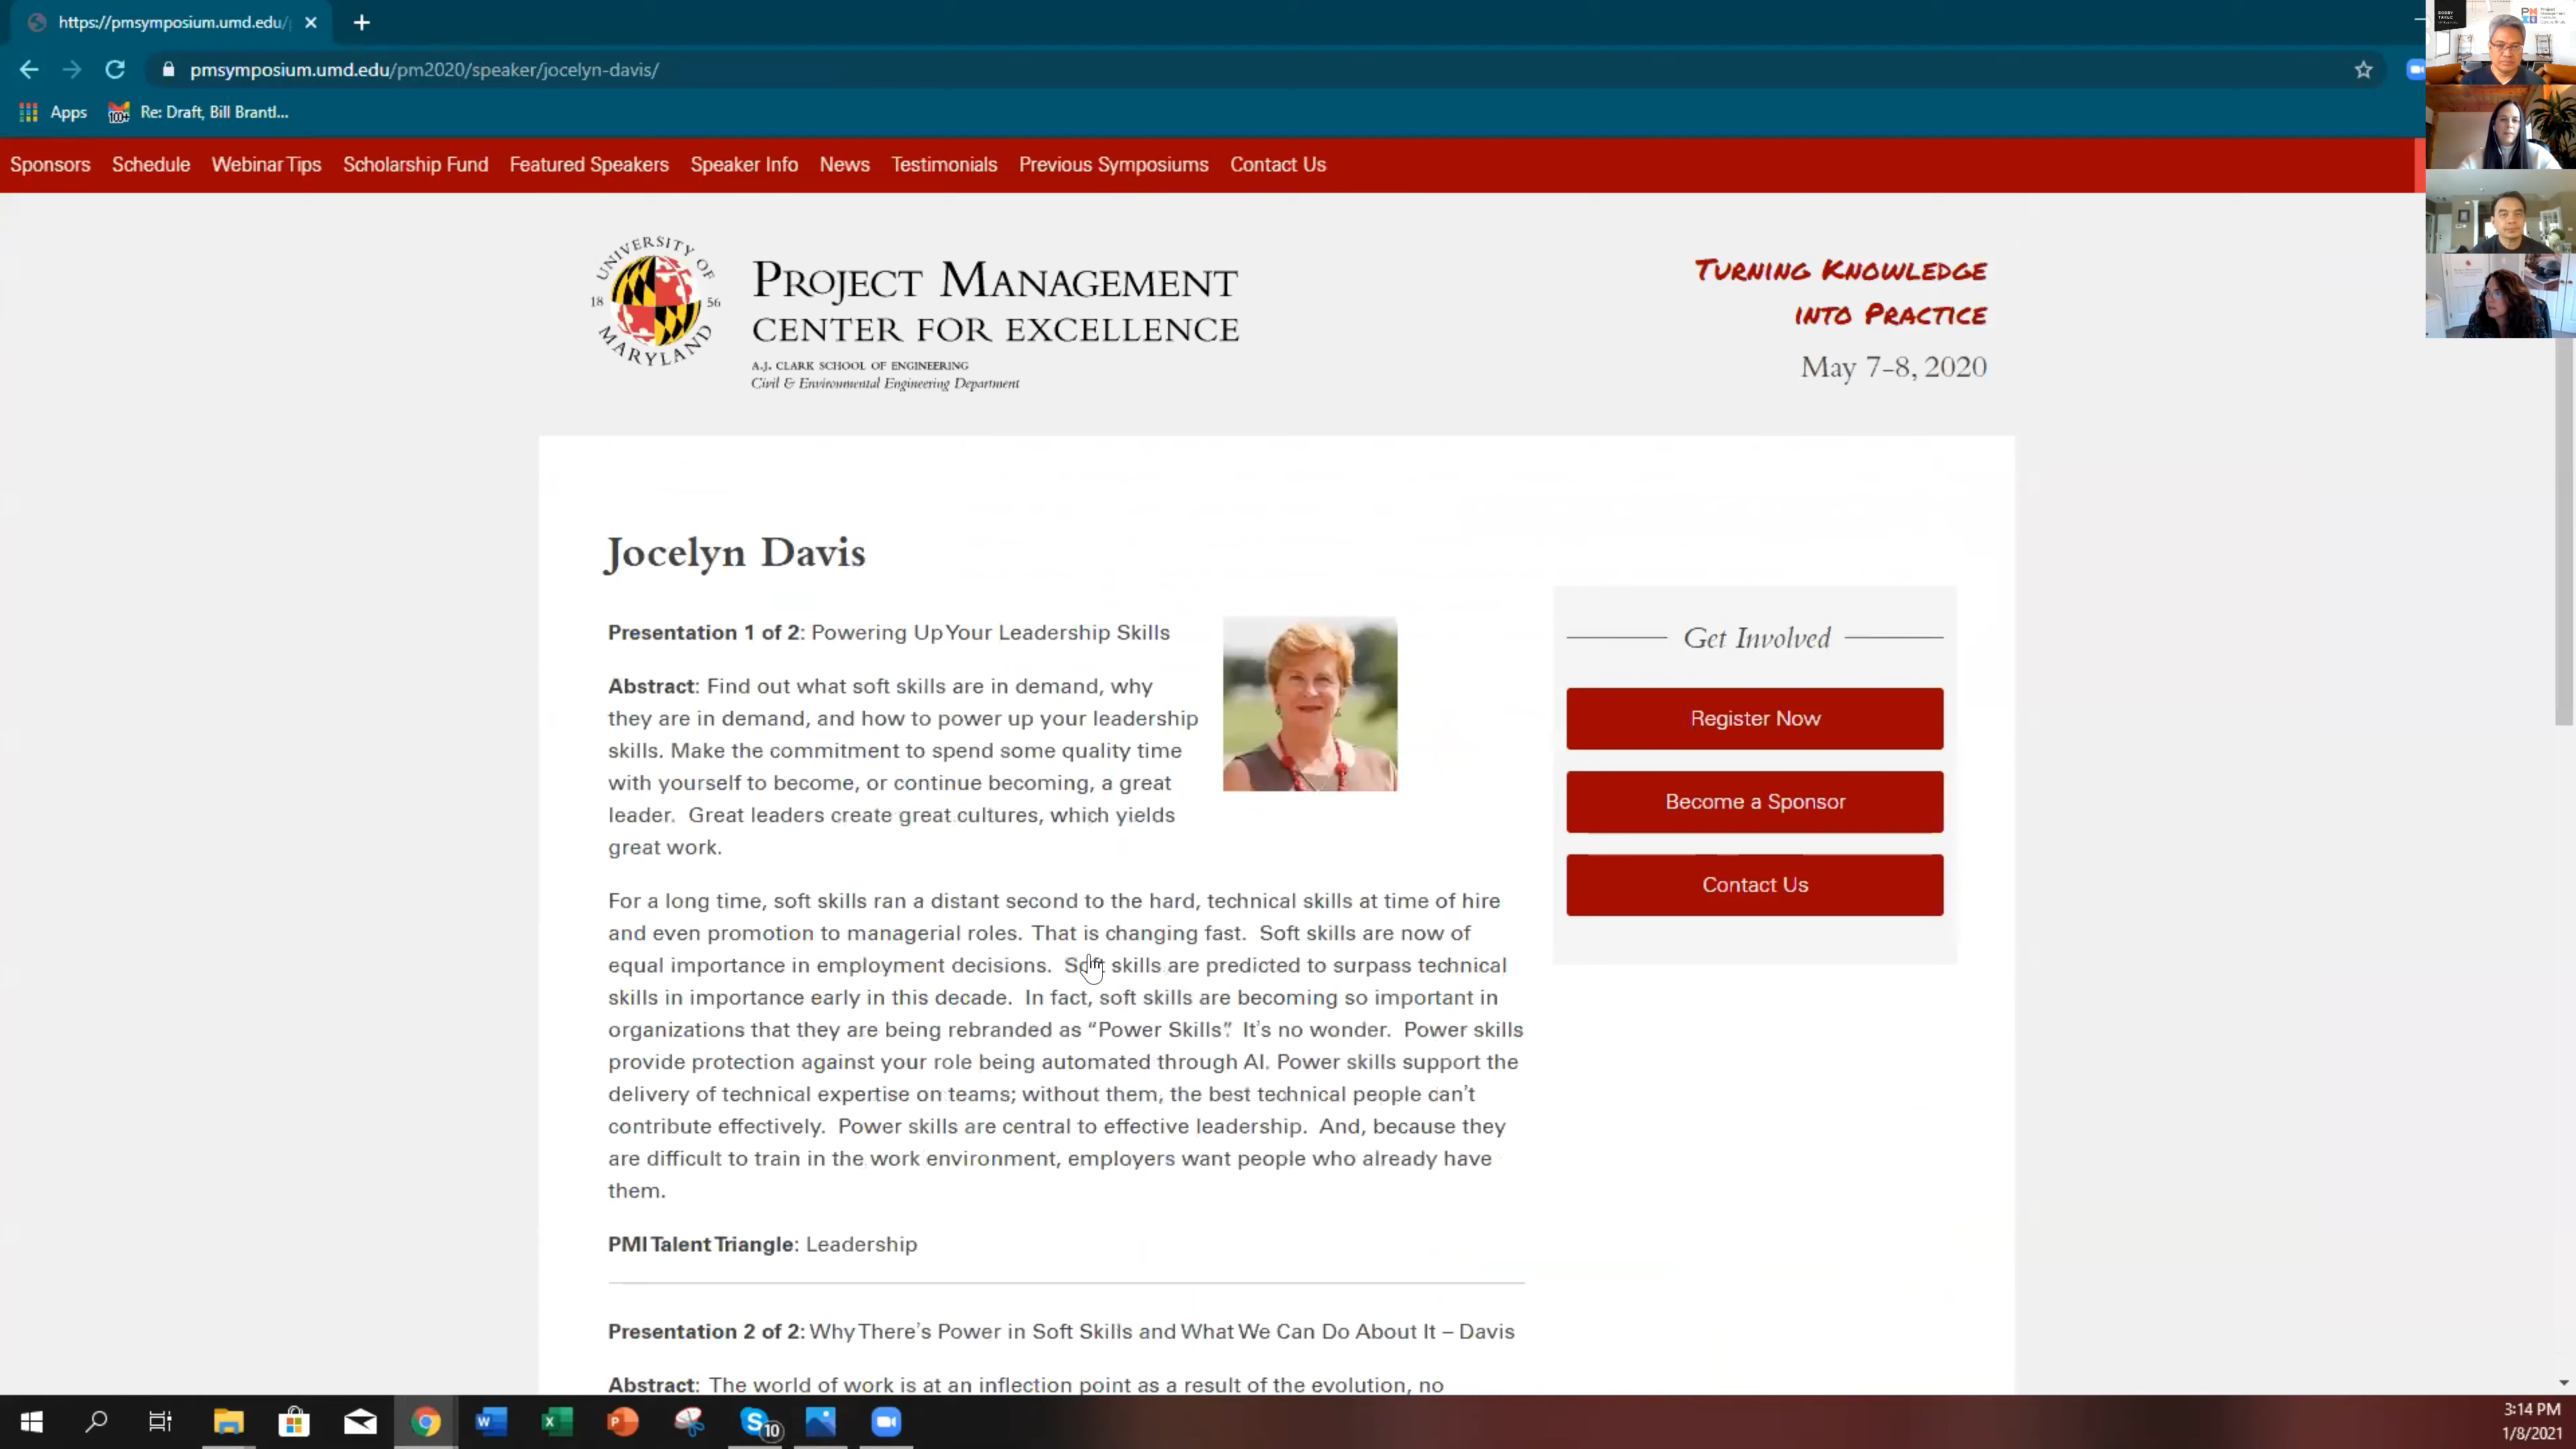 https://pmsymposium.umd.edu/
pmsymposium.umd.edu/pm2020/speaker/jocelyn-davis/
Apps
100+
Re: Draft, Bill Brantl...
Sponsors Schedule Webinar Tips Scholarship Fund Featured Speakers Speaker Info News Testimonials Previous Symposiums Contact Us
UNIVERSITY OF
18 56
MARYLAND
PROJECT MANAGEMENT
CENTER FOR EXCELLENCE
A.J. CLARK SCHOOL OF ENGINEERING
Civil & Environmental Engineering Department
TURNING KNOWLEDGE
INTO PRACTICE
May 7-8, 2020
Jocelyn Davis
Presentation 1 of 2: Powering Up Your Leadership Skills
Abstract: Find out what soft skills are in demand, why
they are in demand, and how to power up your leadership
skills. Make the commitment to spend some quality time
with yourself to become, or continue becoming, a great
leader.  Great leaders create great cultures, which yields
great work.
For a long time, soft skills ran a distant second to the hard, technical skills at time of hire
and even promotion to managerial roles. That is changing fast.  Soft skills are now of
equal importance in employment decisions.  Soft skills are predicted to surpass technical
skills in importance early in this decade.  In fact, soft skills are becoming so important in
organizations that they are being rebranded as “Power Skills”. It’s no wonder.  Power skills
provide protection against your role being automated through AI. Power skills support the
delivery of technical expertise on teams; without them, the best technical people can’t
contribute effectively.  Power skills are central to effective leadership.  And, because they
are difficult to train in the work environment, employers want people who already have
them.
PMI Talent Triangle: Leadership
Presentation 2 of 2: Why There’s Power in Soft Skills and What We Can Do About It – Davis
Abstract: The world of work is at an inflection point as a result of the evolution, no
Get Involved
Register Now
Become a Sponsor
Contact Us
10
3:14 PM
1/8/2021